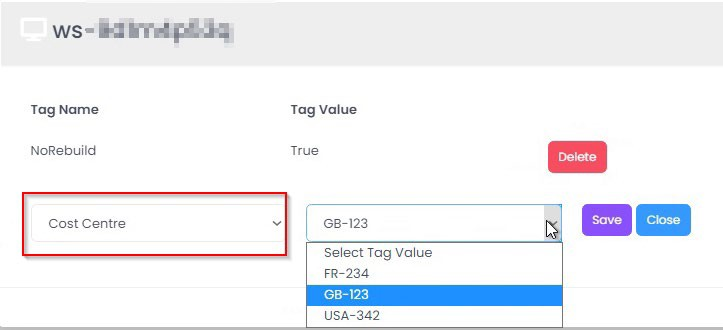 ws-
Tag Name Tag Value
NoRebuild True Delete
Cost Centre GB-123 Save Close
Select Tag Value
FR-234
GB-123
USA-342